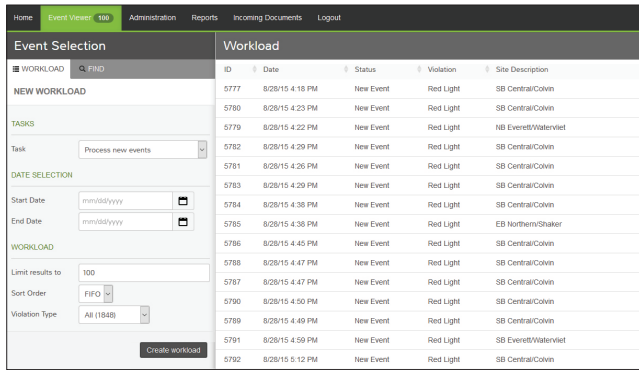 Home Event Viewer 100 Administration Reports Incoming Documents Logout
Event Selection
WORKLOAD FIND
NEW WORKLOAD
TASKS
Task Process new events
DATE SELECTION
Start Date mm/dd/yyyy
End Date mm/dd/yyyy
WORKLOAD
Limit results to 100
Sort Order FIFO
Violation Type All (1848)
Create workload
Workload
ID Date Status Violation Site Description
5777 8/28/15 4:18 PM New Event Red Light SB Central/Colvin
5780 8/28/15 4:23 PM New Event Red Light SB Central/Colvin
5779 8/28/15 4:22 PM New Event Red Light NB Everett/Watervliet
5782 8/28/15 4:29 PM New Event Red Light SB Central/Colvin
5781 8/28/15 4:26 PM New Event Red Light SB Central/Colvin
5783 8/28/15 4:29 PM New Event Red Light SB Central/Colvin
5784 8/28/15 4:38 PM New Event Red Light SB Central/Colvin
5785 8/28/15 4:38 PM New Event Red Light EB Northern/Shaker
5786 8/28/15 4:45 PM New Event Red Light SB Central/Colvin
5788 8/28/15 4:47 PM New Event Red Light SB Central/Colvin
5787 8/28/15 4:47 PM New Event Red Light SB Central/Colvin
5790 8/28/15 4:50 PM New Event Red Light SB Central/Colvin
5789 8/28/15 4:49 PM New Event Red Light SB Central/Colvin
5791 8/28/15 4:59 PM New Event Red Light SB Everett/Watervliet
5792 8/28/15 5:12 PM New Event Red Light SB Central/Colvin